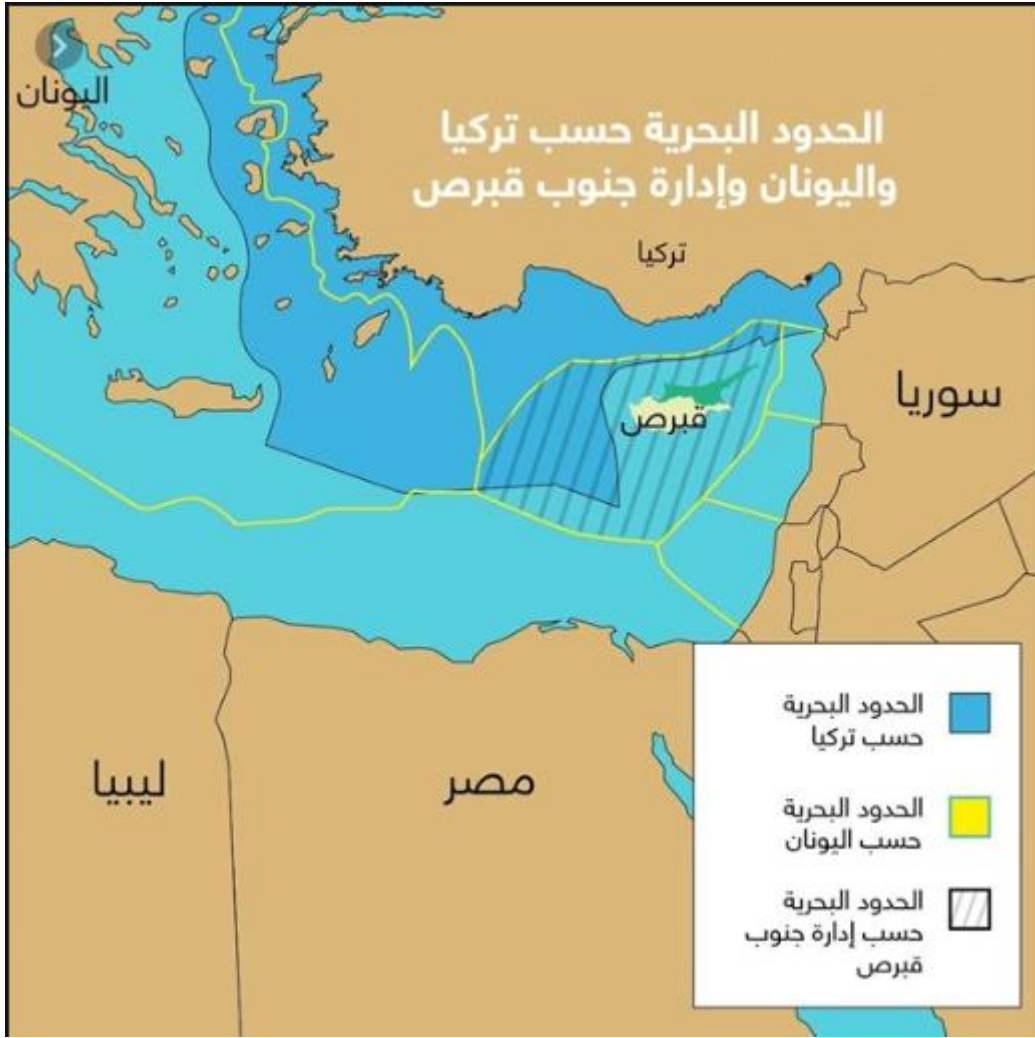 اليونان
الحدود البحرية حسب تركيا
واليونان وإدارة جنوب قبرص
تركيا
سوريا
قبرص
ليبيا
مصر
الحدود البحرية
حسب تركيا
الحدود البحرية
حسب اليونان
الحدود البحرية
حسب إدارة جنوب
قبرص